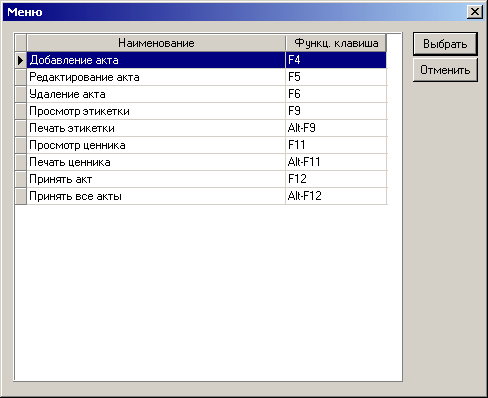 Меню
Наименование Функц. клавиша
Добавление акта F4
Редактирование акта F5
Удаление акта F6
Просмотр этикетки F9
Печать этикетки Alt-F9
Просмотр ценника F11
Печать ценника Alt-F11
Принять акт F12
Принять все акты Alt-F12
Выбрать
Отменить